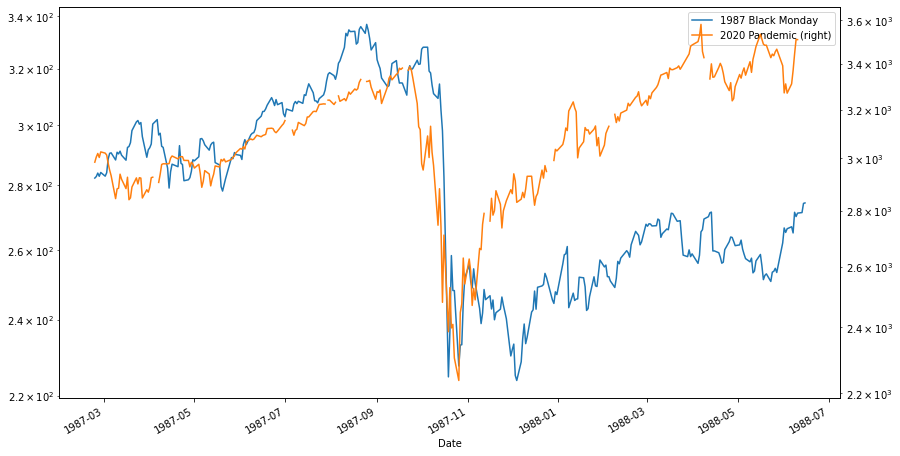 1987 Black Monday
2020 Pandemic (right)
3.4 × 10²
3.2 × 10²
3 × 10²
2.8 × 10²
2.6 × 10²
2.4 × 10²
2.2 × 10²
3.6 × 10³
3.4 × 10³
3.2 × 10³
3 × 10³
2.8 × 10³
2.6 × 10³
2.4 × 10³
2.2 × 10³
1987-03
1987-05
1987-07
1987-09
1987-11
1988-01
1988-03
1988-05
1988-07
Date